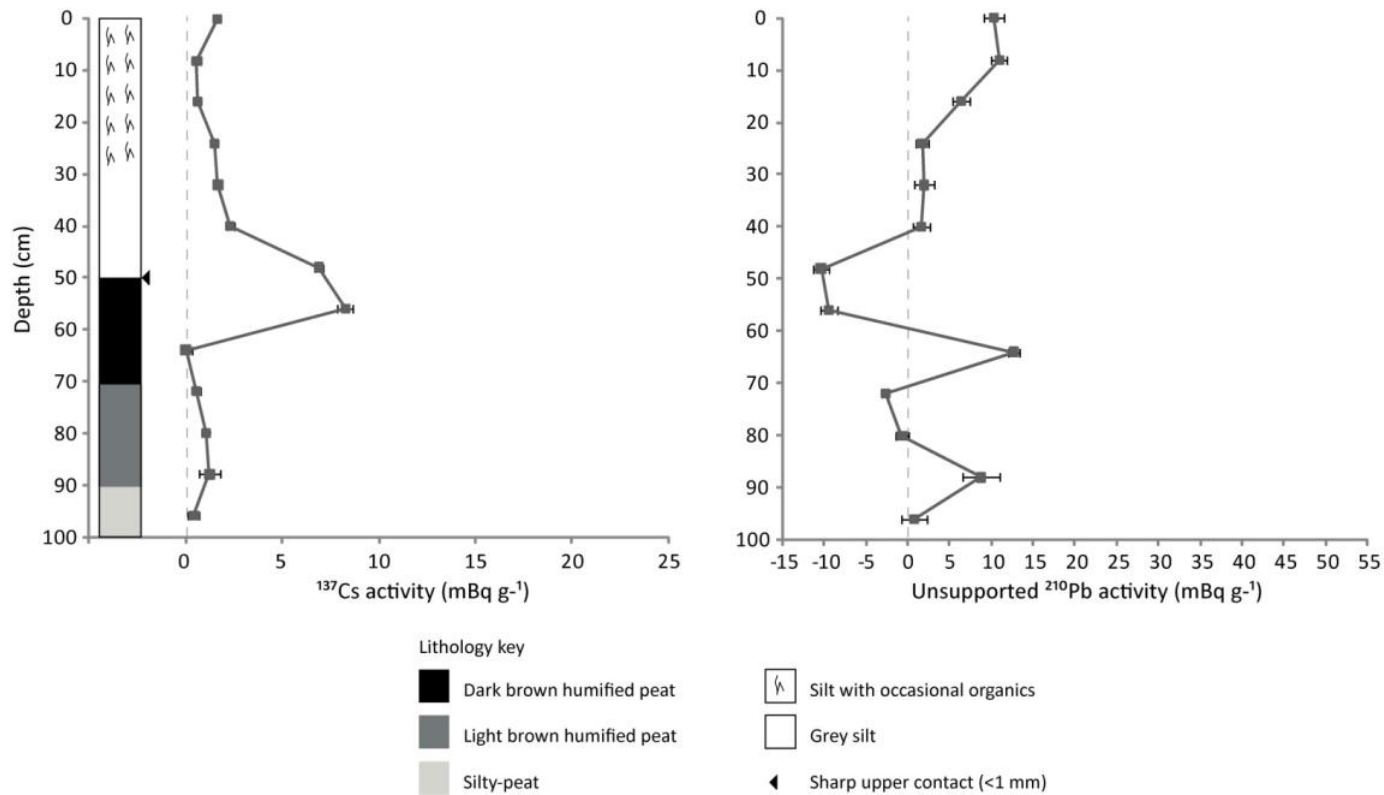 0
10
20
30
40
50
60
70
80
90
100
Depth (cm)
0 5 10 15 20 25
¹³⁷Cs activity (mBq g-¹)
0
10
20
30
40
50
60
70
80
90
100
-15 -10 -5 0 5 10 15 20 25 30 35 40 45 50 55
Unsupported ²¹⁰Pb activity (mBq g-¹)
Lithology key
Dark brown humified peat
Light brown humified peat
Silty-peat
Silt with occasional organics
Grey silt
Sharp upper contact (<1 mm)